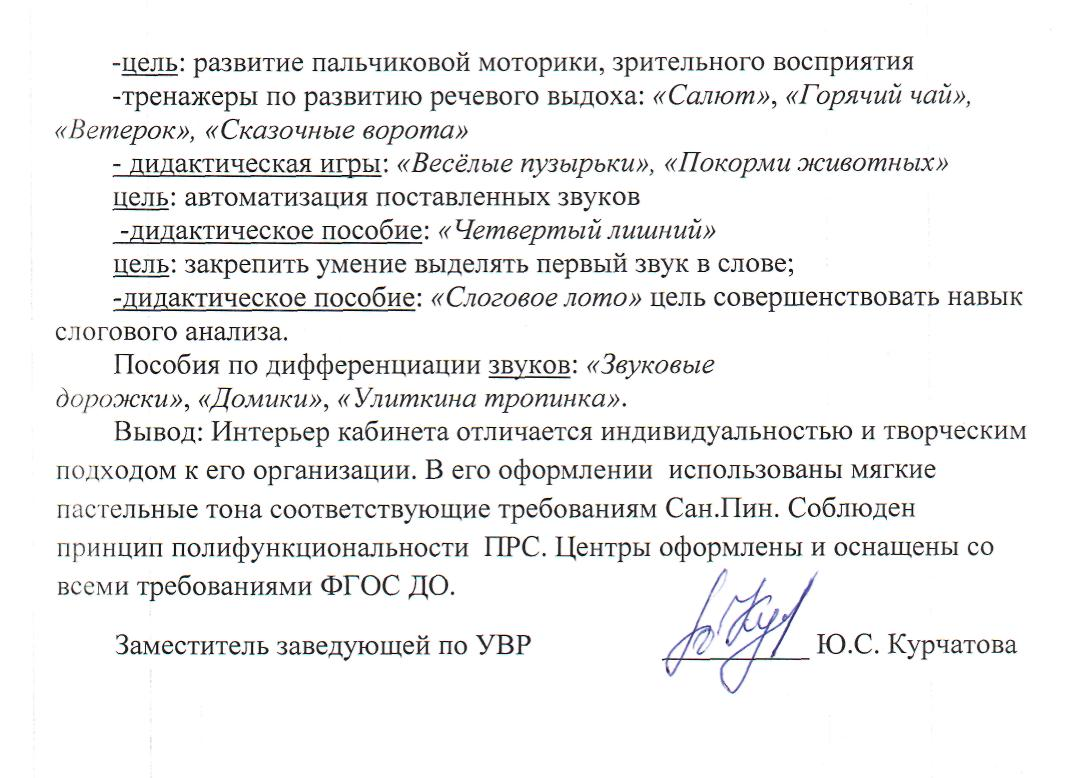 -цель: развитие пальчиковой моторики, зрительного восприятия
-тренажеры по развитию речевого выдоха: «Салют», «Горячий чай»,
«Ветерок», «Сказочные ворота»
- дидактическая игры: «Весёлые пузырьки», «Покорми животных»
цель: автоматизация поставленных звуков
-дидактическое пособие: «Четвертый лишний»
цель: закрепить умение выделять первый звук в слове;
-дидактическое пособие: «Слоговое лото» цель совершенствовать навык
слогового анализа.
Пособия по дифференциации звуков: «Звуковые
дорожки», «Домики», «Улиткина тропинка».
Вывод: Интерьер кабинета отличается индивидуальностью и творческим
подходом к его организации. В его оформлении использованы мягкие
пастельные тона соответствующие требованиям Сан.Пин. Соблюден
принцип полифункциональности ПРС. Центры оформлены и оснащены со
всеми требованиями ФГОС ДО.
Заместитель заведующей по УВР __________ Ю.С. Курчатова